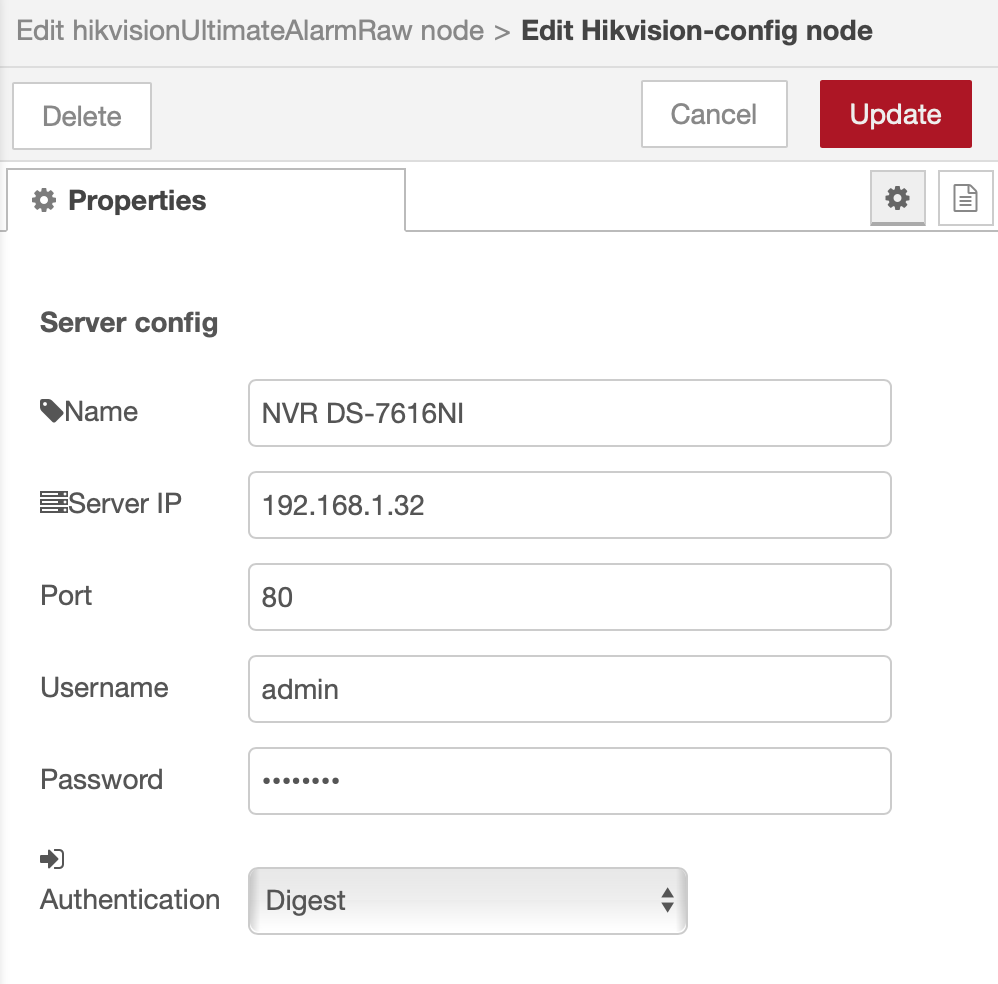 Edit hikvisionUltimateAlarmRaw node > Edit Hikvision-config node
Delete Cancel Update
Properties
Server config
Name NVR DS-7616NI
Server IP 192.168.1.32
Port 80
Username admin
Password ••••••••
Authentication Digest